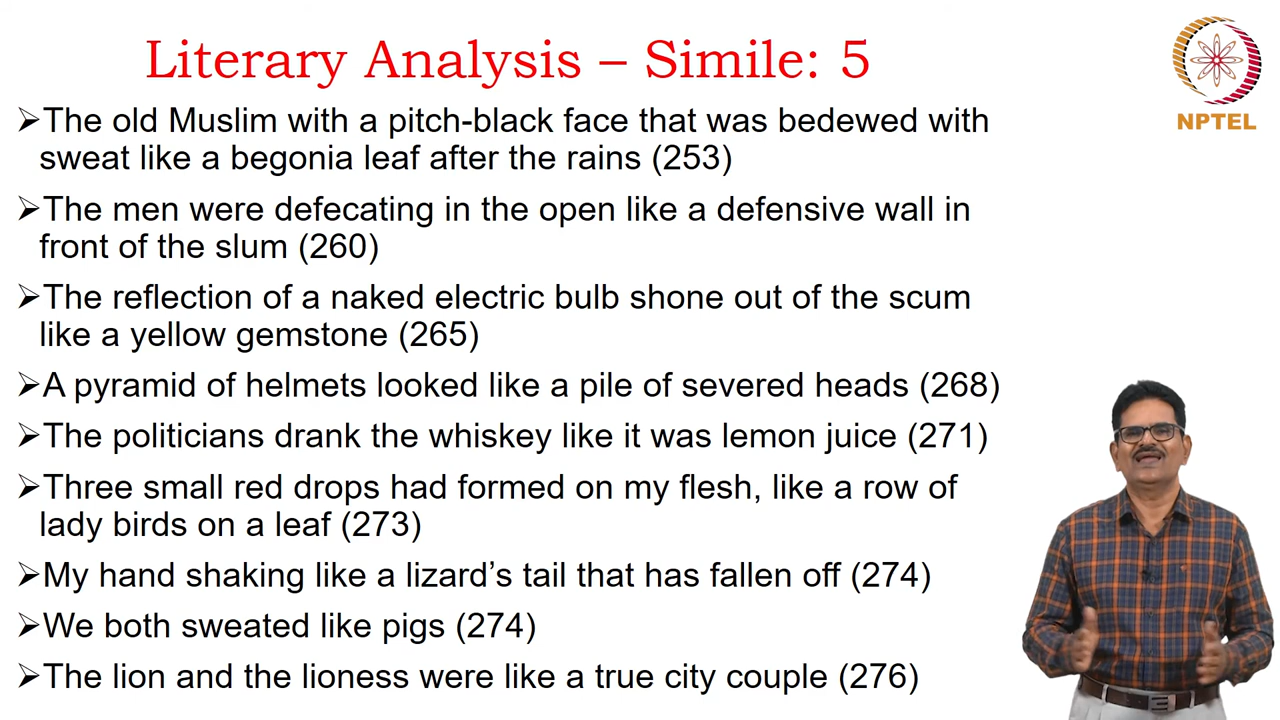 Literary Analysis – Simile: 5
NPTEL
➢The old Muslim with a pitch-black face that was bedewed with
sweat like a begonia leaf after the rains (253)
➢The men were defecating in the open like a defensive wall in
front of the slum (260)
➢The reflection of a naked electric bulb shone out of the scum
like a yellow gemstone (265)
➢A pyramid of helmets looked like a pile of severed heads (268)
➢The politicians drank the whiskey like it was lemon juice (271)
➢Three small red drops had formed on my flesh, like a row of
lady birds on a leaf (273)
➢My hand shaking like a lizard’s tail that has fallen off (274)
➢We both sweated like pigs (274)
➢The lion and the lioness were like a true city couple (276)